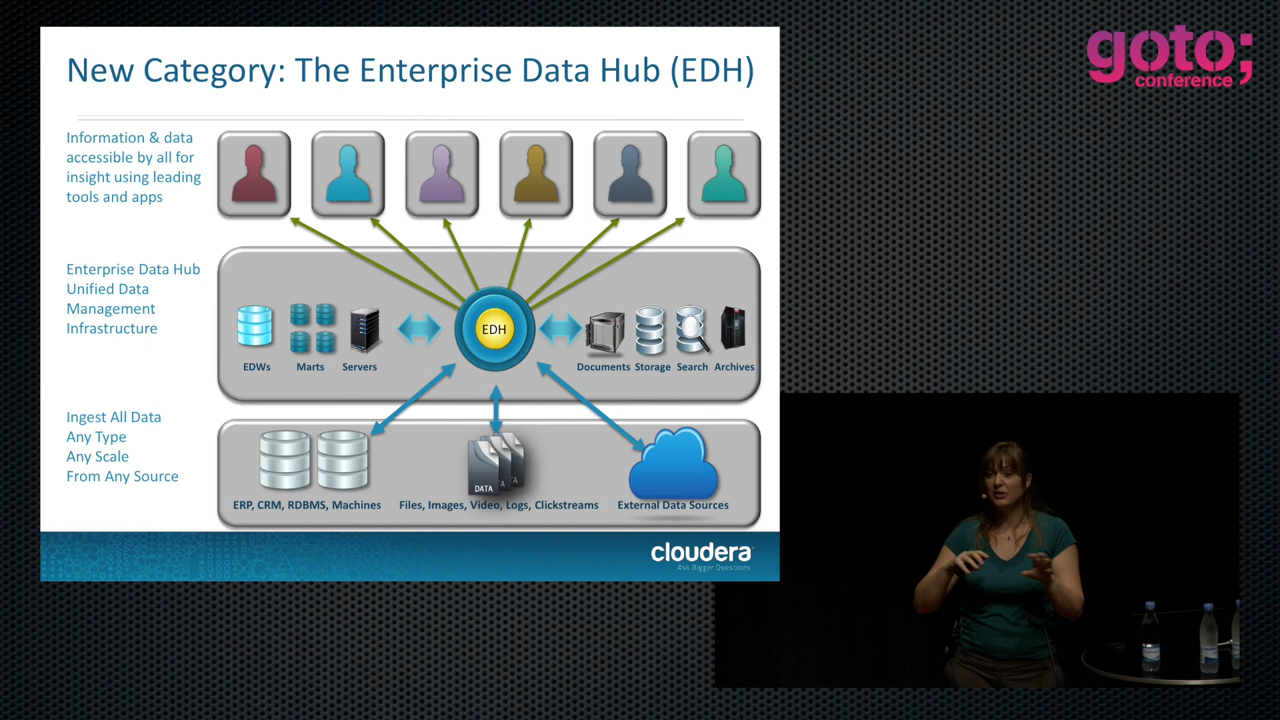 New Category: The Enterprise Data Hub (EDH)
goto;
conference
Information & data
accessible by all for
insight using leading
tools and apps
Enterprise Data Hub
Unified Data
Management
Infrastructure
EDH
EDWs
Marts
Servers
Documents
Storage
Search
Archives
Ingest All Data
Any Type
Any Scale
From Any Source
DATA
ERP, CRM, RDBMS, Machines
Files, Images, Video, Logs, Clickstreams
External Data Sources
cloudera
Ask Bigger Questions